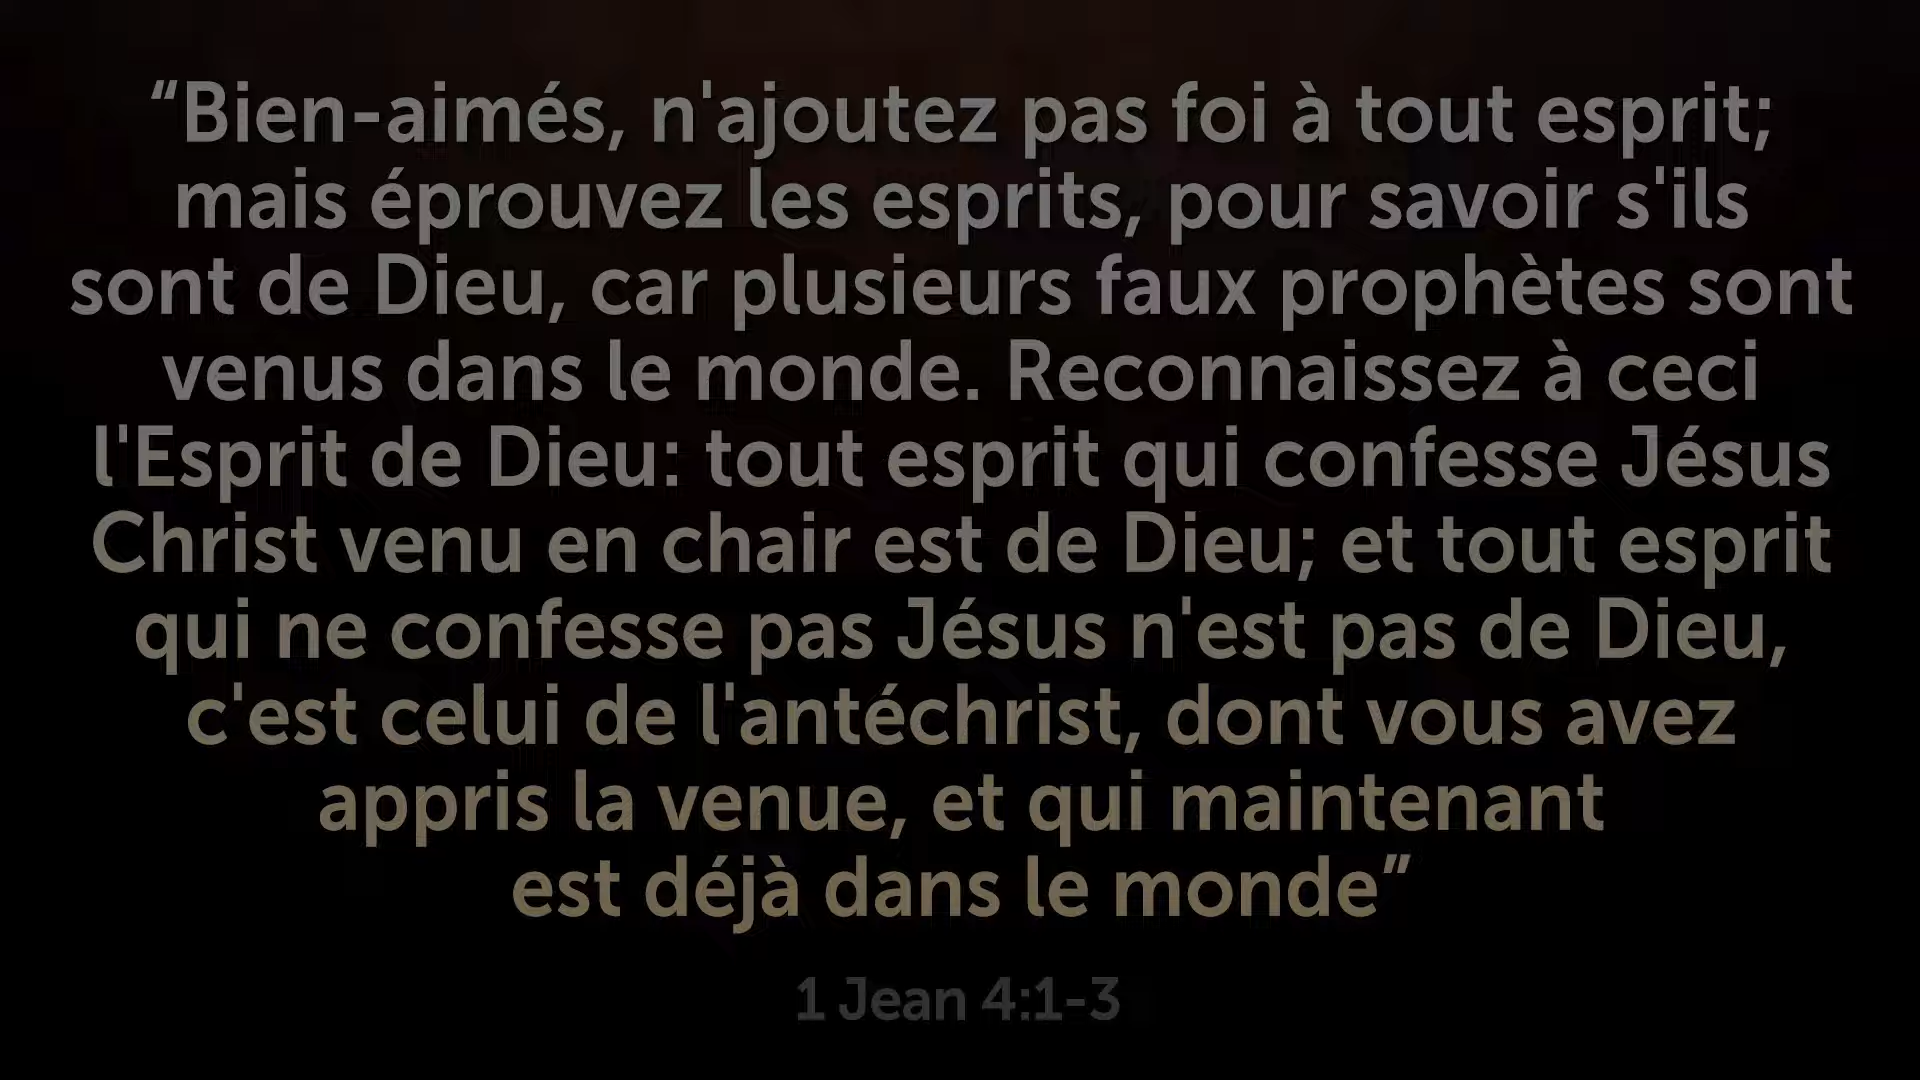 “Bien-aimés, n'ajoutez pas foi à tout esprit;
mais éprouvez les esprits, pour savoir s'ils
sont de Dieu, car plusieurs faux prophètes sont
venus dans le monde. Reconnaissez à ceci
l'Esprit de Dieu: tout esprit qui confesse Jésus
Christ venu en chair est de Dieu; et tout esprit
qui ne confesse pas Jésus n'est pas de Dieu,
c'est celui de l'antéchrist, dont vous avez
appris la venue, et qui maintenant
est déjà dans le monde”
1 Jean 4:1-3